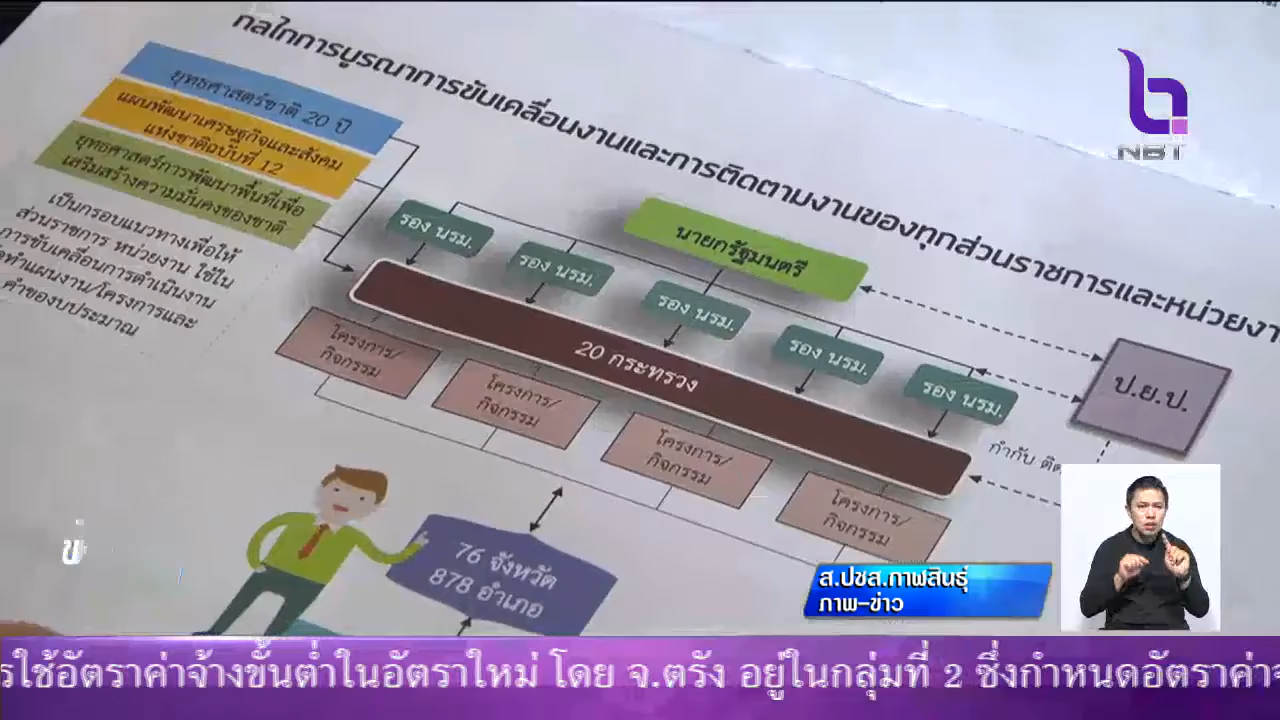 กลไกการบูรณาการขับเคลื่อนงานและการติดตามงานของทุกส่วนราชการและหน่วยงา
NBT
ยุทธศาสตร์ชาติ 20 ปี
แผนพัฒนาเศรษฐกิจและสังคม
แห่งชาติฉบับที่ 12
ยุทธศาสตร์การพัฒนาพื้นที่เพื่อ
เสริมสร้างความมั่นคงของชาติ
เป็นกรอบแนวทางเพื่อให้
ส่วนราชการ หน่วยงาน ใช้ใน
การขับเคลื่อนการดำเนินงาน
ทำแผนงาน/โครงการและ
คำของบประมาณ
นายกรัฐมนตรี
รอง นรม.
รอง นรม.
รอง นรม.
รอง นรม.
รอง นรม.
ป.ย.ป.
20 กระทรวง
กำกับ
โครงการ/
กิจกรรม
โครงการ/
กิจกรรม
โครงการ/
กิจกรรม
โครงการ/
กิจกรรม
76 จังหวัด
878 อำเภอ
ส.ปชส.กาฬสินธุ์
ภาพ-ข่าว
รใช้อัตราค่าจ้างขั้นต่ำในอัตราใหม่ โดย จ.ตรัง อยู่ในกลุ่มที่ 2 ซึ่งกำหนดอัตราค่าจ